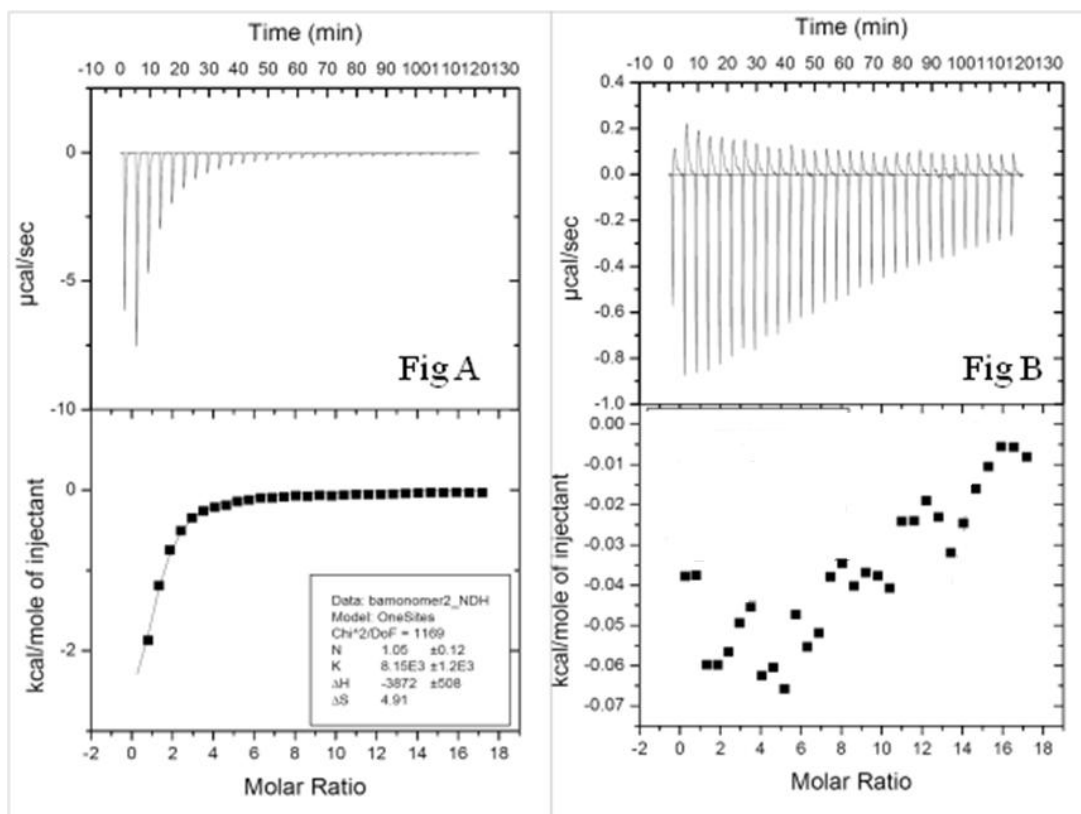 Time (min)
-10 0 10 20 30 40 50 60 70 80 90 100110120130
0
-5
-10
µcal/sec
Fig A
0
-2
kcal/mole of injectant
Data: bamonomer2_NDH
Model: OneSites
Chi^2/DoF = 1169
N 1.05 ±0.12
K 8.15E3 ±1.2E3
ΔH -3872 ±508
ΔS 4.91
-2 0 2 4 6 8 10 12 14 16 18
Molar Ratio
Time (min)
-10 0 10 20 30 40 50 60 70 80 90 100110120130
0.4
0.2
0.0
-0.2
-0.4
-0.6
-0.8
-1.0
µcal/sec
Fig B
0.00
-0.01
-0.02
-0.03
-0.04
-0.05
-0.06
-0.07
kcal/mole of injectant
-2 0 2 4 6 8 10 12 14 16 18
Molar Ratio